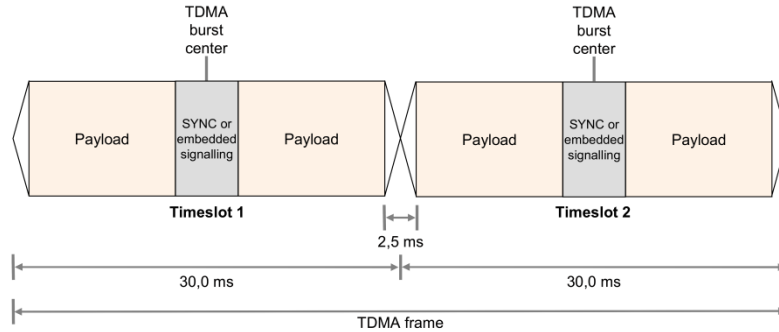 TDMA
burst
center
TDMA
burst
center
Payload
SYNC or
embedded
signalling
Payload
Payload
SYNC or
embedded
signalling
Payload
Timeslot 1
Timeslot 2
2,5 ms
30,0 ms
30,0 ms
TDMA frame